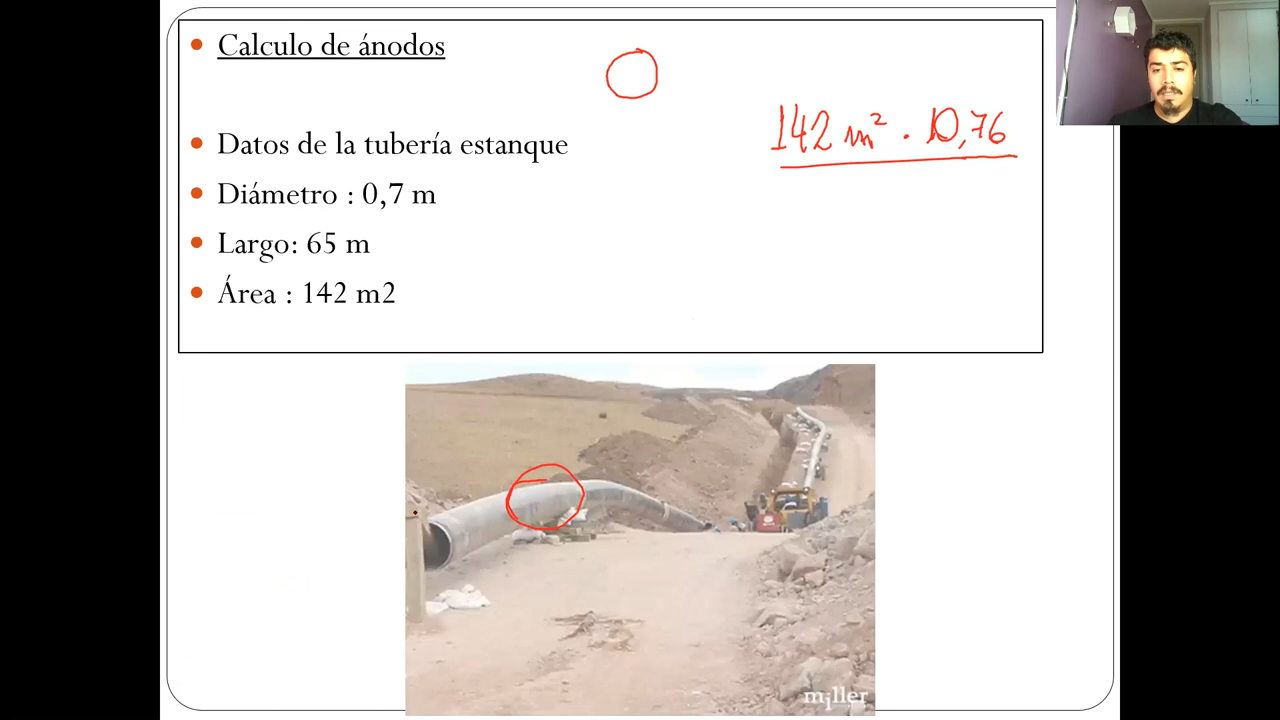 Calculo de ánodos
142 m² · 10,76
Datos de la tubería estanque
Diámetro : 0,7 m
Largo: 65 m
Área : 142 m2
miller